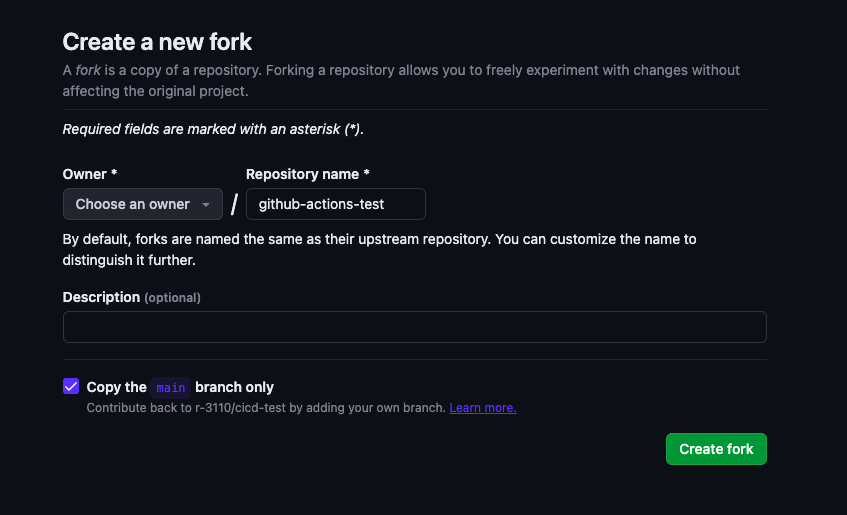 Create a new fork
A fork is a copy of a repository. Forking a repository allows you to freely experiment with changes without
affecting the original project.
Required fields are marked with an asterisk (*).
Owner * Repository name *
Choose an owner / github-actions-test
By default, forks are named the same as their upstream repository. You can customize the name to
distinguish it further.
Description (optional)
Copy the main branch only
Contribute back to r-3110/cicd-test by adding your own branch. Learn more.
Create fork